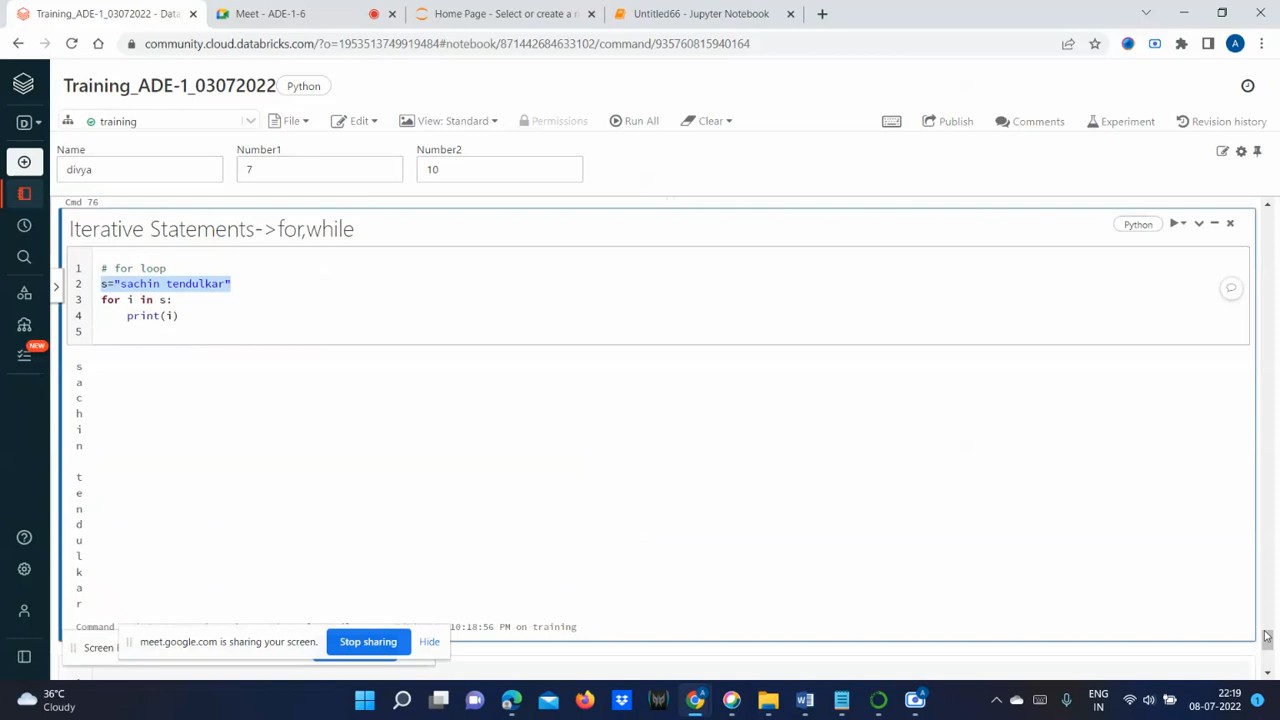 Training_ADE-1_03072022 - Data
Meet - ADE-1-6
Home Page - Select or create a n
Untitled66 - Jupyter Notebook
community.cloud.databricks.com/?o=1953513749919484#notebook/871442684633102/command/935760815940164
A
Training_ADE-1_03072022
Python
D
training
File
Edit
View: Standard
Permissions
Run All
Clear
Publish
Comments
Experiment
Revision history
Name
Number1
Number2
divya
7
10
Cmd 76
Iterative Statements->for,while
Python
1 # for loop
2 s="sachin tendulkar"
3 for i in s:
4 print(i)
5
NEW
s
a
c
h
i
n
t
e
n
d
u
l
k
a
r
Command
10:18:56 PM on training
Screen
meet.google.com is sharing your screen.
Stop sharing
Hide
36°C
Cloudy
ENG
IN
22:19
08-07-2022
1